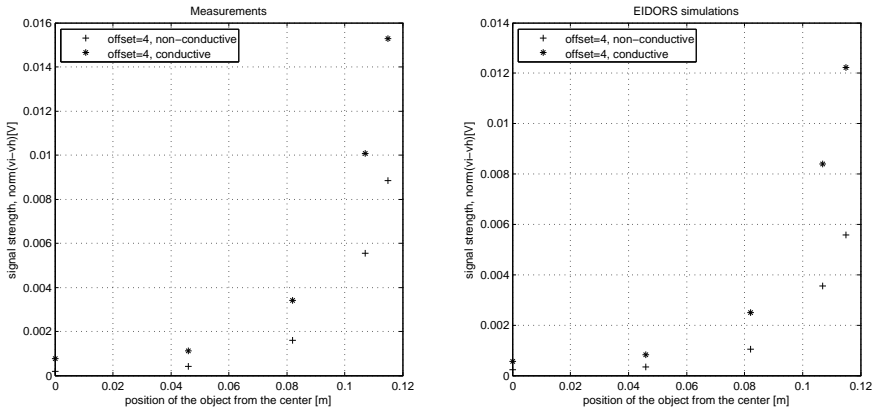 Measurements
offset=4, non−conductive
offset=4, conductive
signal strength, norm(vi−vh)[V]
0.016
0.014
0.012
0.01
0.008
0.006
0.004
0.002
0
0 0.02 0.04 0.06 0.08 0.1 0.12
position of the object from the center [m]
EIDORS simulations
offset=4, non−conductive
offset=4, conductive
signal strength, norm(vi−vh)[V]
0.014
0.012
0.01
0.008
0.006
0.004
0.002
0
0 0.02 0.04 0.06 0.08 0.1 0.12
position of the object from the center [m]